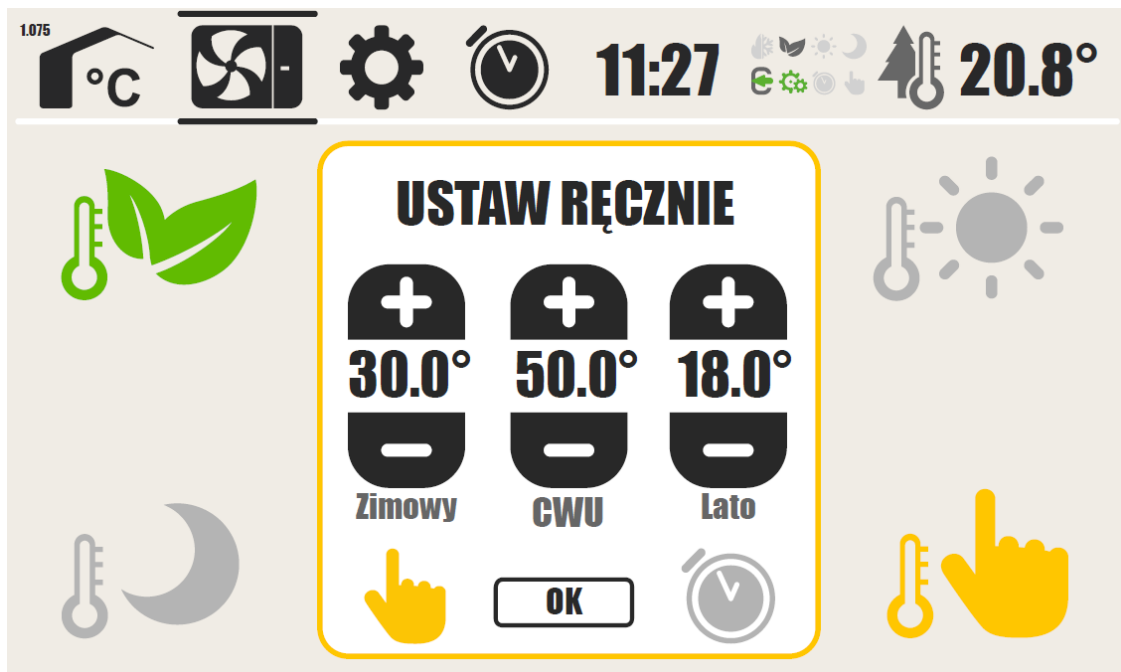 1.075
°C
11:27
20.8°
USTAW RĘCZNIE
30.0° 50.0° 18.0°
Zimowy CWU Lato
OK